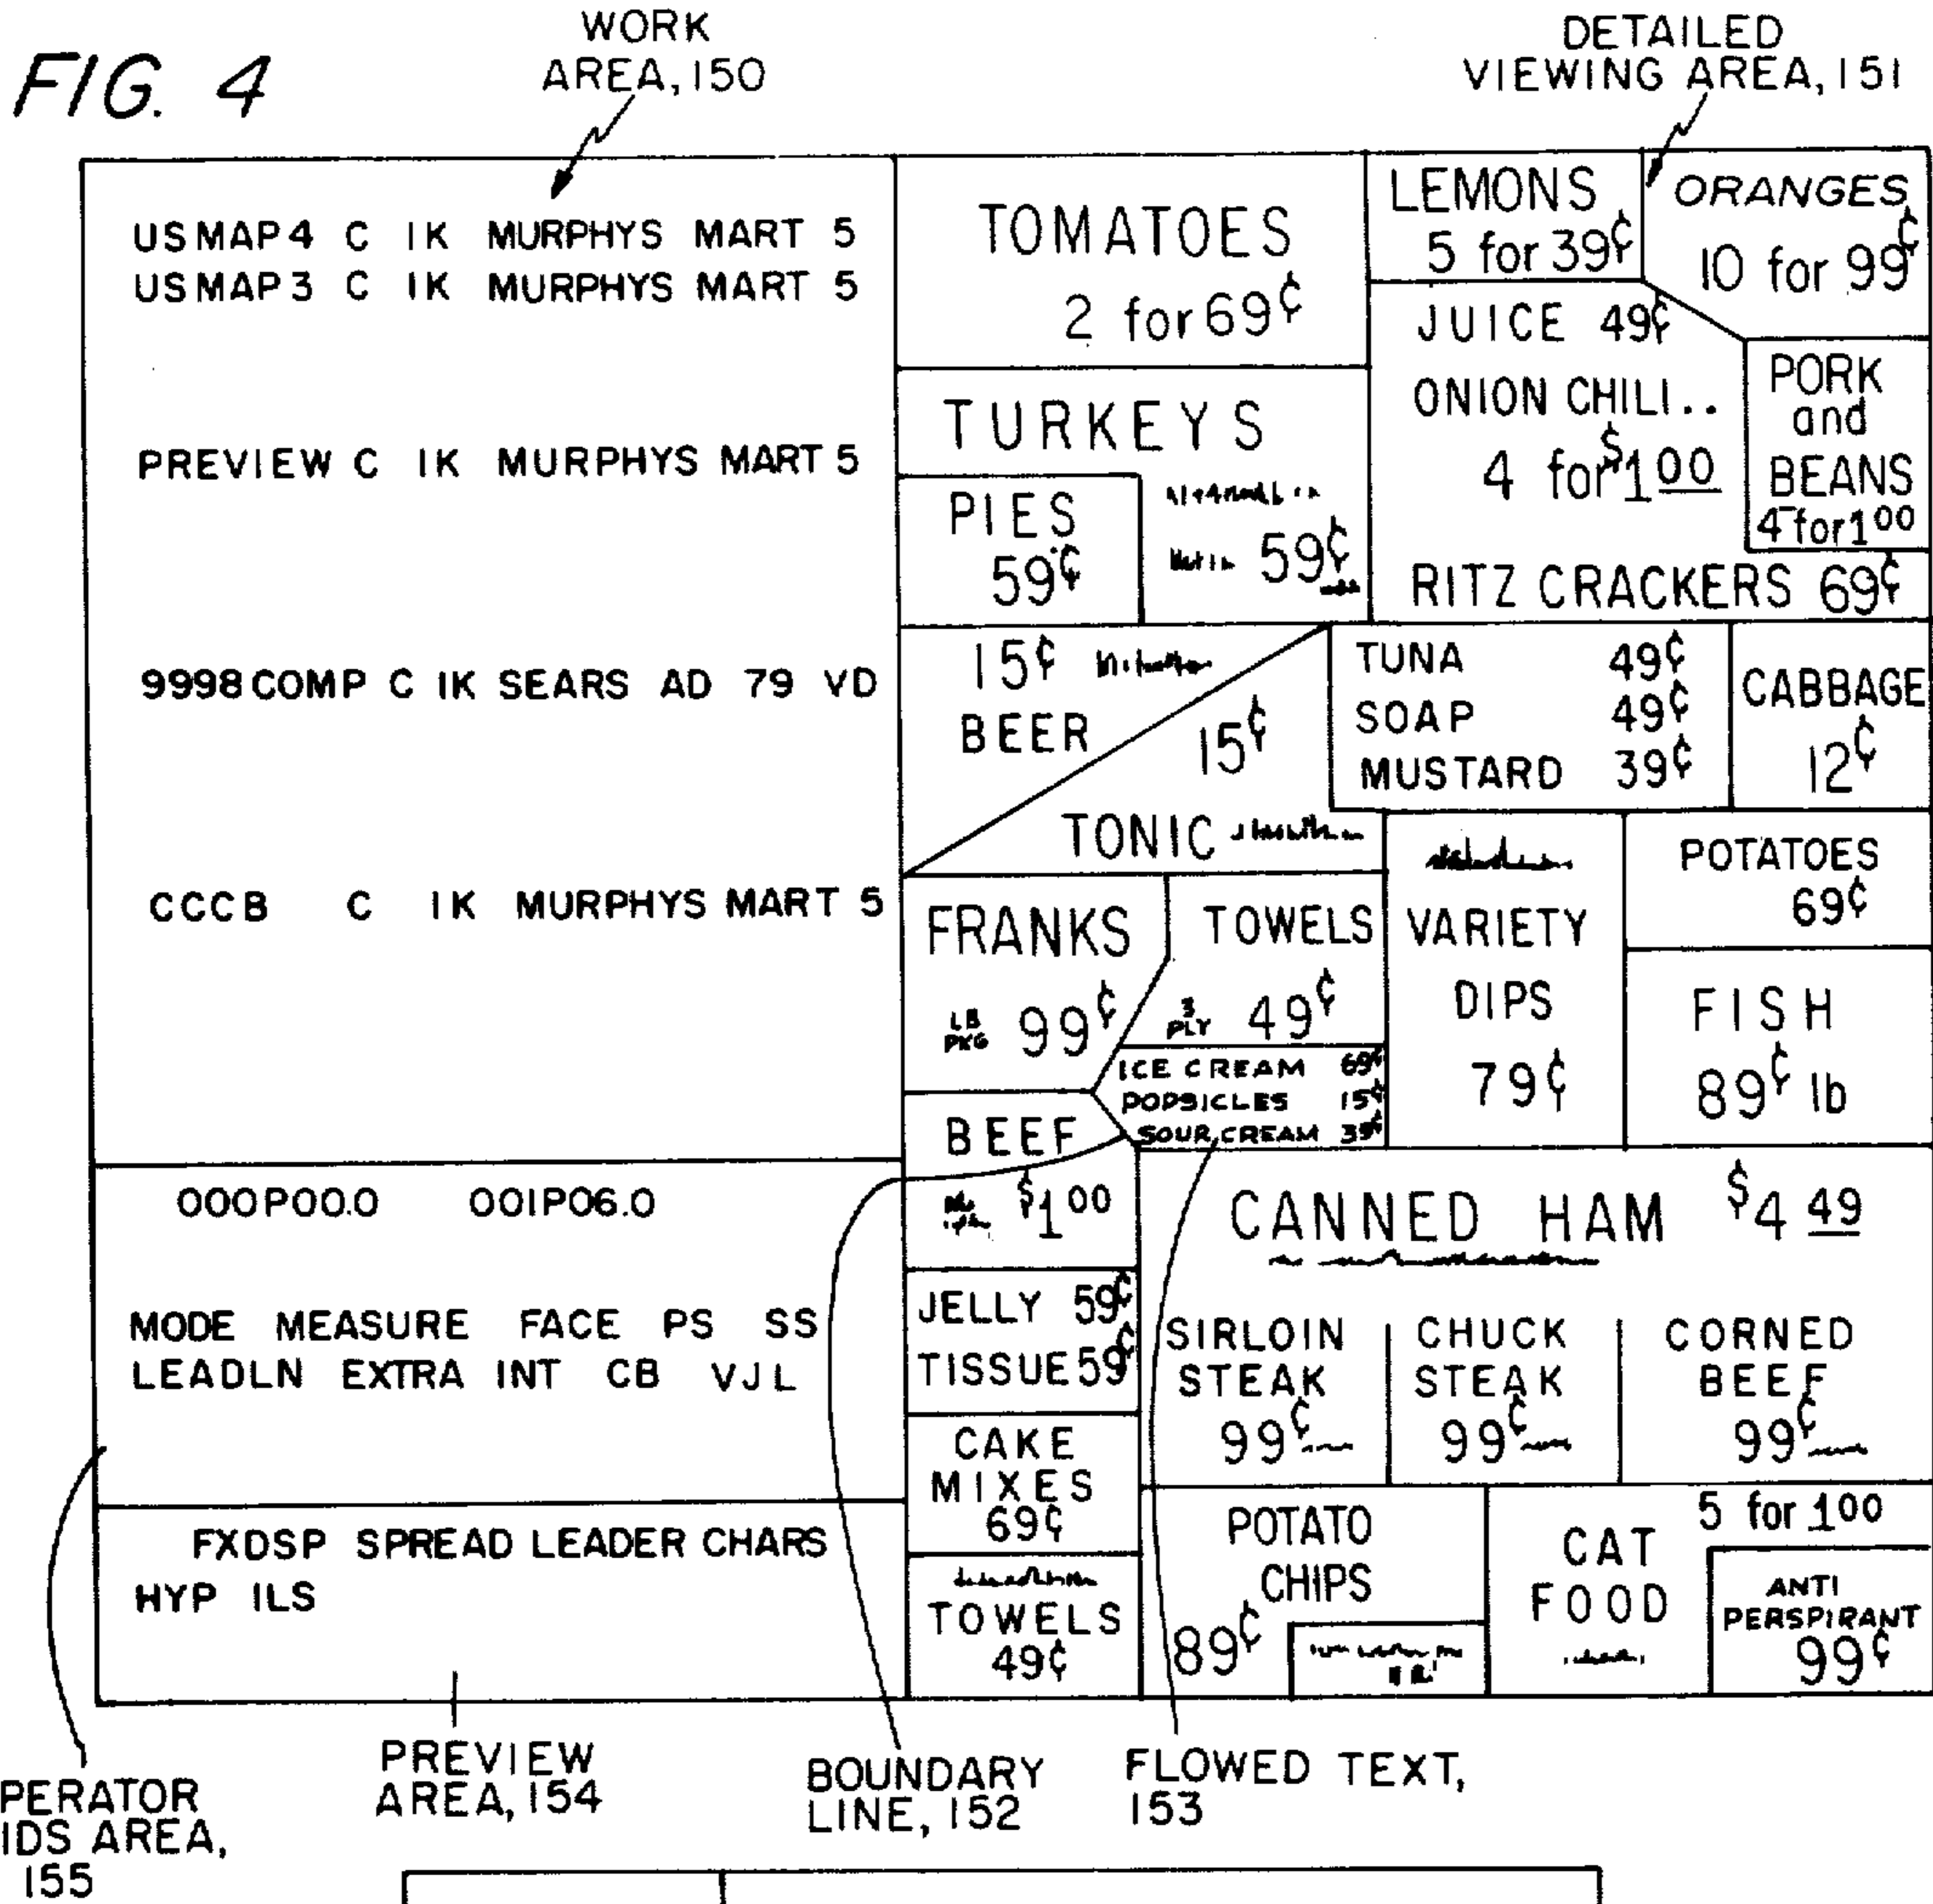 FIG. 4
WORK
AREA, 150
DETAILED
VIEWING AREA, 151
USMAP4 C 1K MURPHYS MART 5
USMAP3 C 1K MURPHYS MART 5
PREVIEW C 1K MURPHYS MART 5
9998COMP C 1K SEARS AD 79 VD
CCCB C 1K MURPHYS MART 5
000P00.0 001P06.0
MODE MEASURE FACE PS SS
LEADLN EXTRA INT CB VJL
FXDSP SPREAD LEADER CHARS
HYP ILS
TOMATOES
2 for 69¢
LEMONS
5 for 39¢
ORANGES
10 for 99¢
TURKEYS
59¢
PIES
59¢
JUICE 49¢
ONION CHILI..
4 for $1 00
PORK
and
BEANS
4 for 1 00
RITZ CRACKERS 69¢
15¢
BEER
15¢
TONIC
TUNA 49¢
SOAP 49¢
MUSTARD 39¢
CABBAGE
12¢
FRANKS
LB
PKG 99¢
TOWELS
3
PLY 49¢
VARIETY
DIPS
79¢
POTATOES
69¢
FISH
89¢ lb
ICE CREAM 69¢
POPSICLES 15¢
SOUR CREAM 39¢
BEEF
$1 00
CANNED HAM $4 49
JELLY 59¢
TISSUE 59¢
SIRLOIN
STEAK
99¢
CHUCK
STEAK
99¢
CORNED
BEEF
99¢
CAKE
MIXES
69¢
TOWELS
49¢
POTATO
CHIPS
89¢
5 for 1 00
CAT
FOOD
ANTI
PERSPIRANT
99¢
PERATOR
IDS AREA,
155
PREVIEW
AREA, 154
BOUNDARY
LINE, 152
FLOWED TEXT,
153